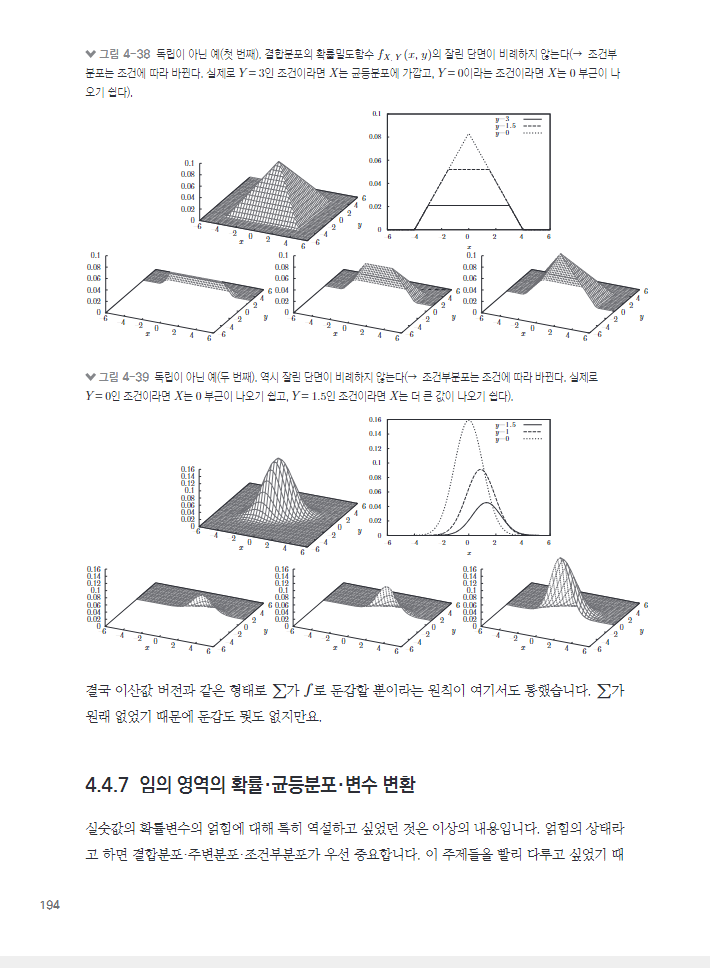 그림 4-38 독립이 아닌 예(첫 번째). 결합분포의 확률밀도함수 f_{X, Y}(x, y)의 잘린 단면이 비례하지 않는다(→ 조건부
분포는 조건에 따라 바뀐다. 실제로 Y = 3인 조건이라면 X는 균등분포에 가깝고, Y = 0이라는 조건이라면 X는 0 부근이 나
오기 쉽다).
0.1
0.08
0.06
0.04
0.02
0
6 4 2 0 2 4 6
x
6 4 2 0 2 4 6
y
0.1
0.08
0.06
0.04
0.02
0
y=3
y=1.5
y=0
6 4 2 0 2 4 6
x
0.1
0.08
0.06
0.04
0.02
0
6 4 2 0 2 4 6
x
6 4 2 0 2 4 6
y
0.1
0.08
0.06
0.04
0.02
0
6 4 2 0 2 4 6
x
6 4 2 0 2 4 6
y
0.1
0.08
0.06
0.04
0.02
0
6 4 2 0 2 4 6
x
6 4 2 0 2 4 6
y
그림 4-39 독립이 아닌 예(두 번째). 역시 잘린 단면이 비례하지 않는다(→ 조건부분포는 조건에 따라 바뀐다. 실제로
Y = 0인 조건이라면 X는 0 부근이 나오기 쉽고, Y = 1.5인 조건이라면 X는 더 큰 값이 나오기 쉽다).
0.16
0.14
0.12
0.1
0.08
0.06
0.04
0.02
0
6 4 2 0 2 4 6
x
6 4 2 0 2 4 6
y
0.16
0.14
0.12
0.1
0.08
0.06
0.04
0.02
0
y=1.5
y=1
y=0
6 4 2 0 2 4 6
x
0.16
0.14
0.12
0.1
0.08
0.06
0.04
0.02
0
6 4 2 0 2 4 6
x
6 4 2 0 2 4 6
y
0.16
0.14
0.12
0.1
0.08
0.06
0.04
0.02
0
6 4 2 0 2 4 6
x
6 4 2 0 2 4 6
y
0.16
0.14
0.12
0.1
0.08
0.06
0.04
0.02
0
6 4 2 0 2 4 6
x
6 4 2 0 2 4 6
y
결국 이산값 버전과 같은 형태로 ∑가 ∫로 둔갑할 뿐이라는 원칙이 여기서도 통했습니다. ∑가
원래 없었기 때문에 둔갑도 뭣도 없지만요.
4.4.7 임의 영역의 확률·균등분포·변수 변환
실숫값의 확률변수의 얽힘에 대해 특히 역설하고 싶었던 것은 이상의 내용입니다. 얽힘의 상태라
고 하면 결합분포·주변분포·조건부분포가 우선 중요합니다. 이 주제들을 빨리 다루고 싶었기 때
194